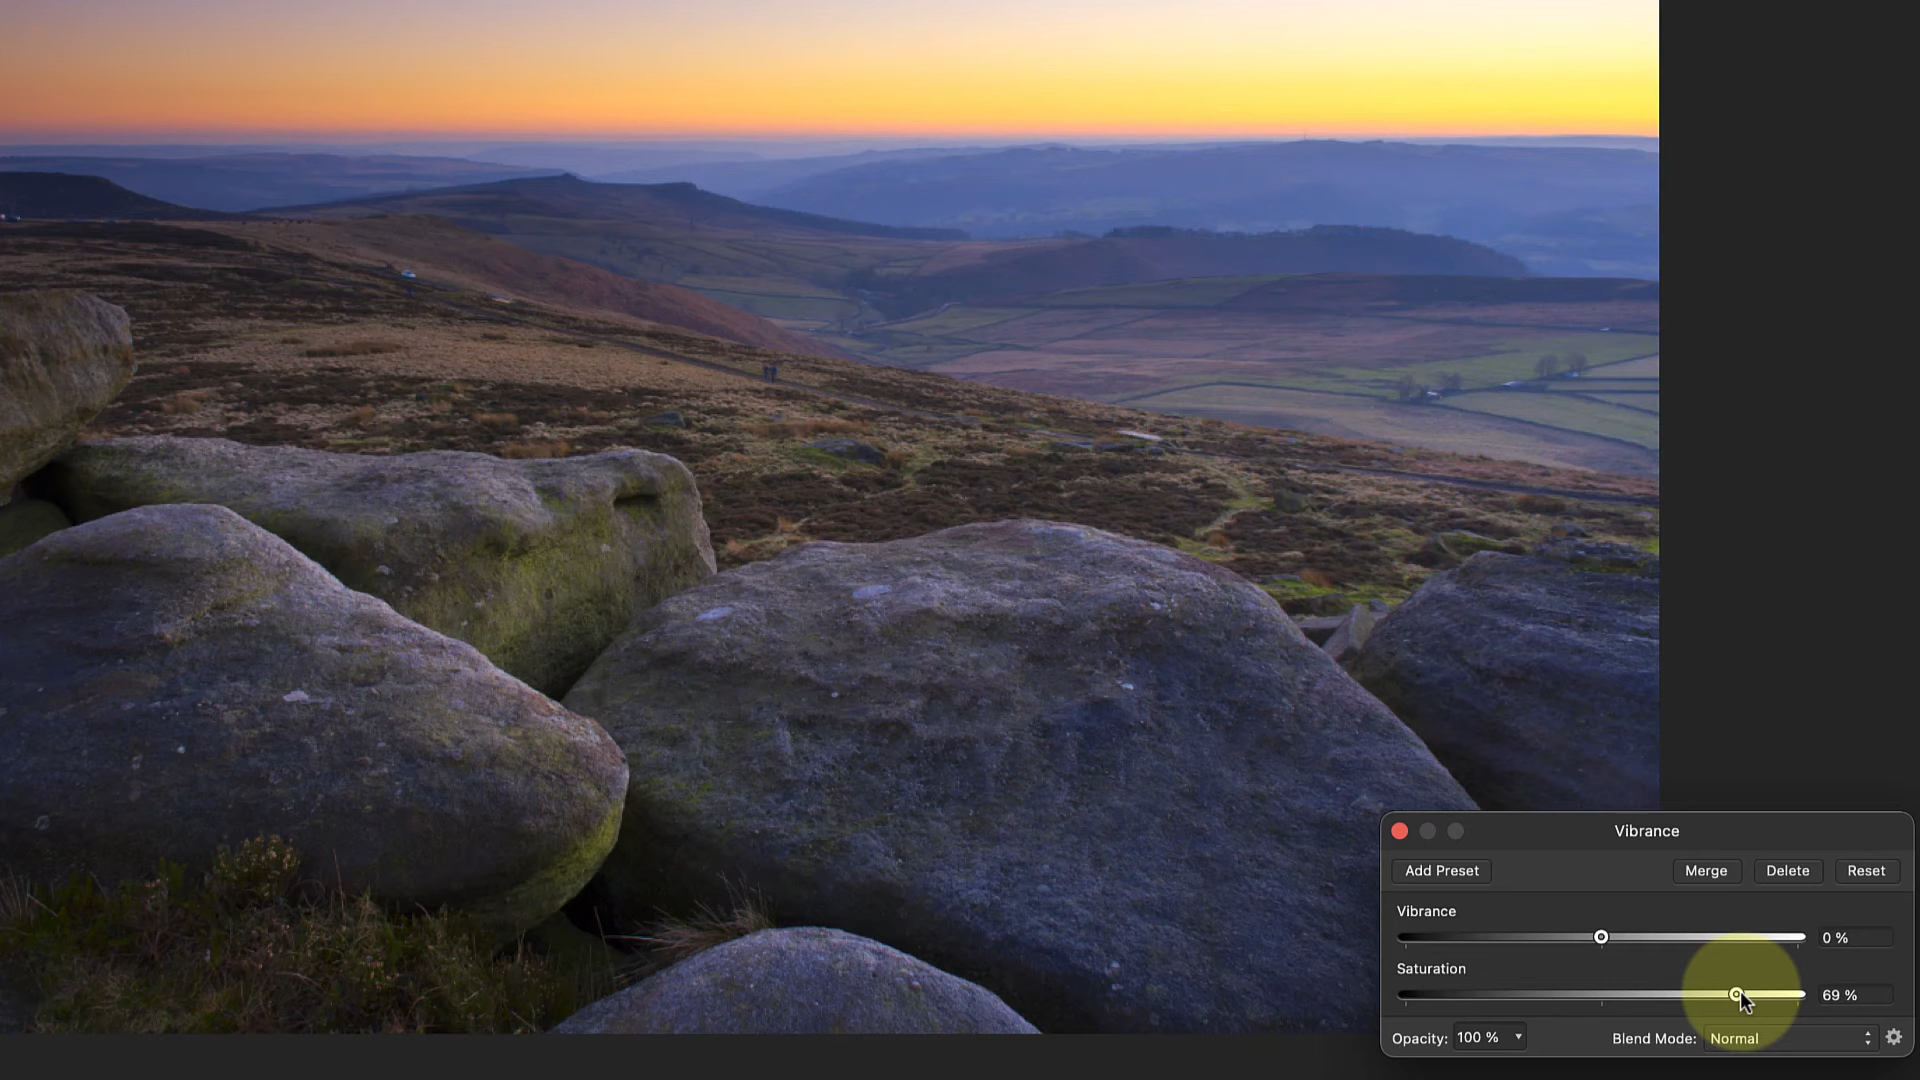 Vibrance
Add Preset Merge Delete Reset
Vibrance
0 %
Saturation
69 %
Opacity: 100 % Blend Mode: Normal